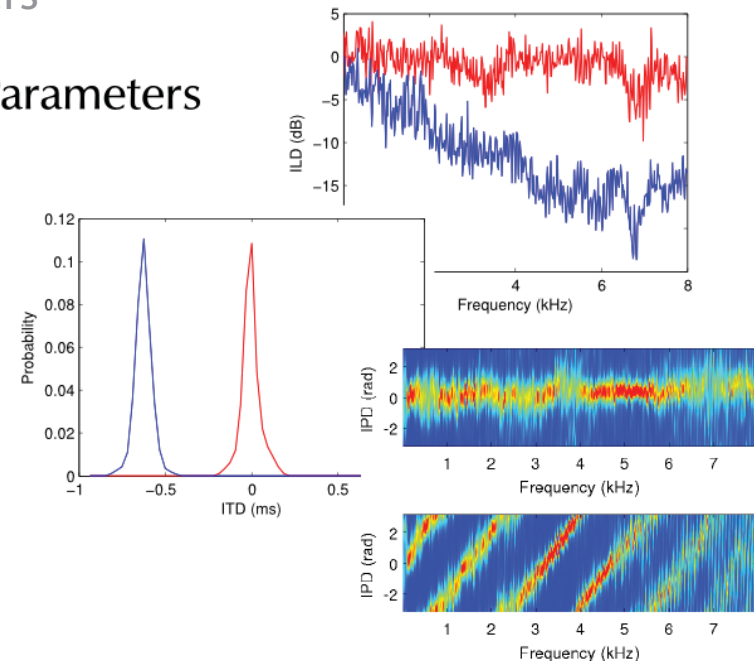 arameters
5
0
−5
−10
−15
ILD (dB)
4 6 8
Frequency (kHz)
0.12
0.1
0.08
0.06
0.04
0.02
0
Probability
−1 −0.5 0 0.5
ITD (ms)
2
0
-2
IPD (rad)
1 2 3 4 5 6 7
Frequency (kHz)
2
0
-2
IPD (rad)
1 2 3 4 5 6 7
Frequency (kHz)